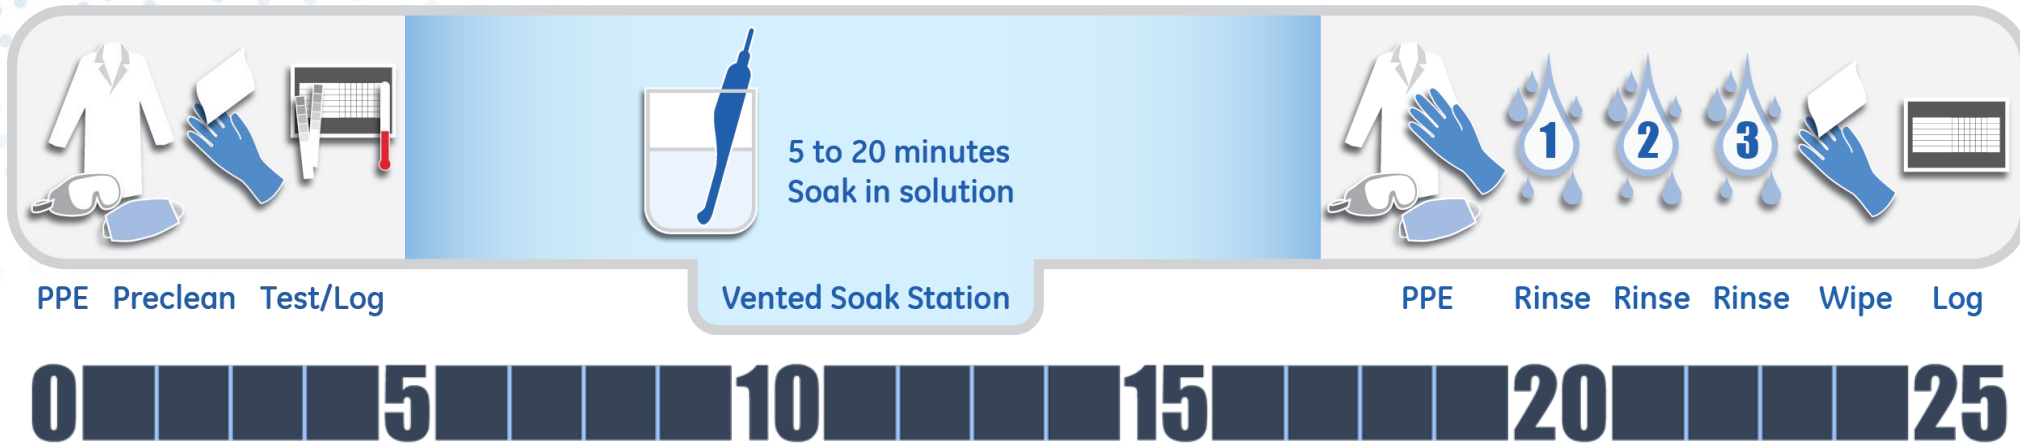 1 2 3
5 to 20 minutes
Soak in solution
PPE Preclean Test/Log Vented Soak Station PPE Rinse Rinse Rinse Wipe Log
0 5 10 15 20 25